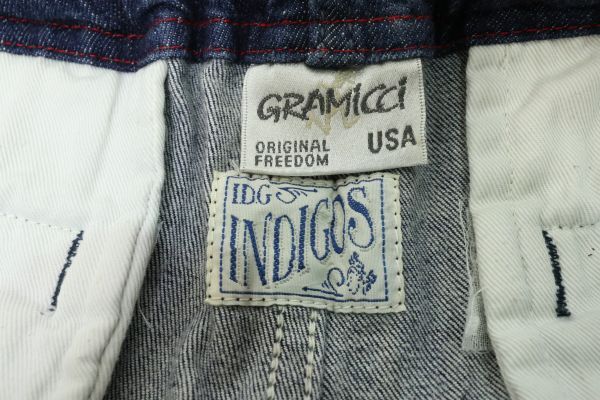 GRAMICCI
ORIGINAL
FREEDOM
USA
IDG
INDIGOS